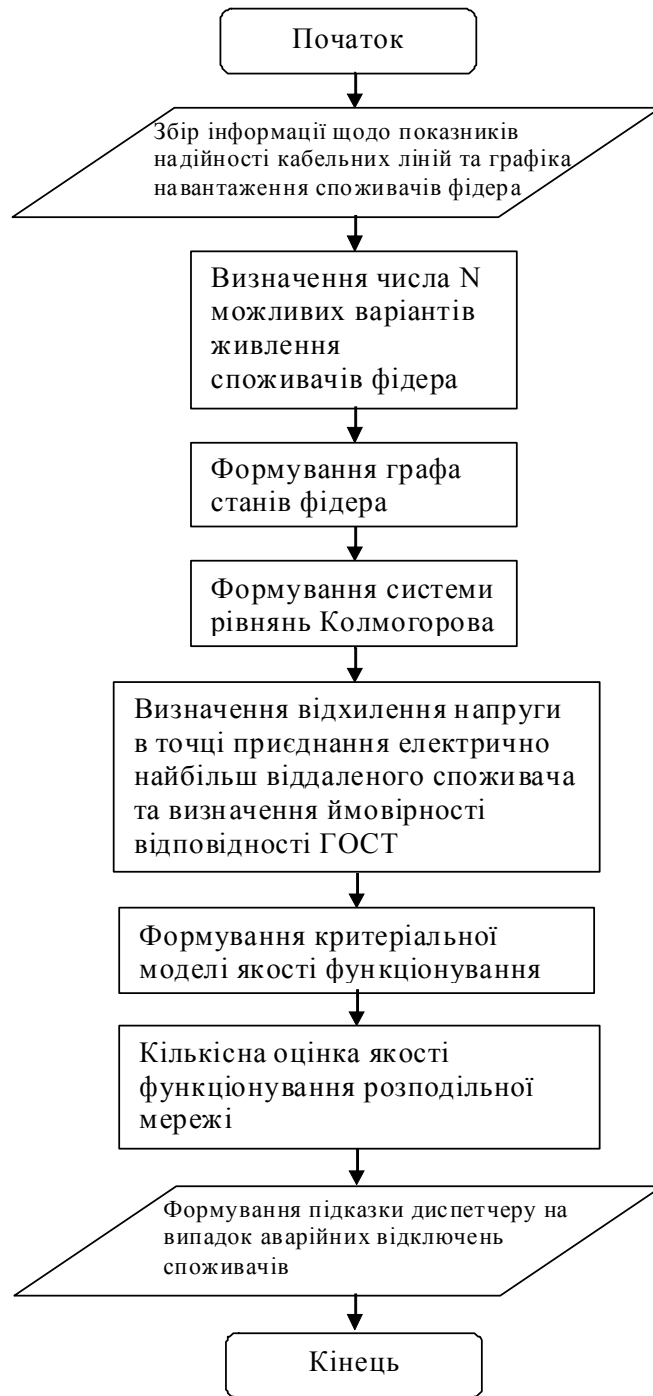 Початок
Збір інформації щодо показників
надійності кабельних ліній та графіка
навантаження споживачів фідера
Визначення числа N
можливих варіантів
живлення
споживачів фідера
Формування графа
станів фідера
Формування системи
рівнянь Колмогорова
Визначення відхилення напруги
в точці приєднання електрично
найбільш віддаленого споживача
та визначення ймовірності
відповідності ГОСТ
Формування критеріальної
моделі якості функціонування
Кількісна оцінка якості
функціонування розподільної
мережі
Формування підказки диспетчеру на
випадок аварійних відключень
споживачів
Кінець